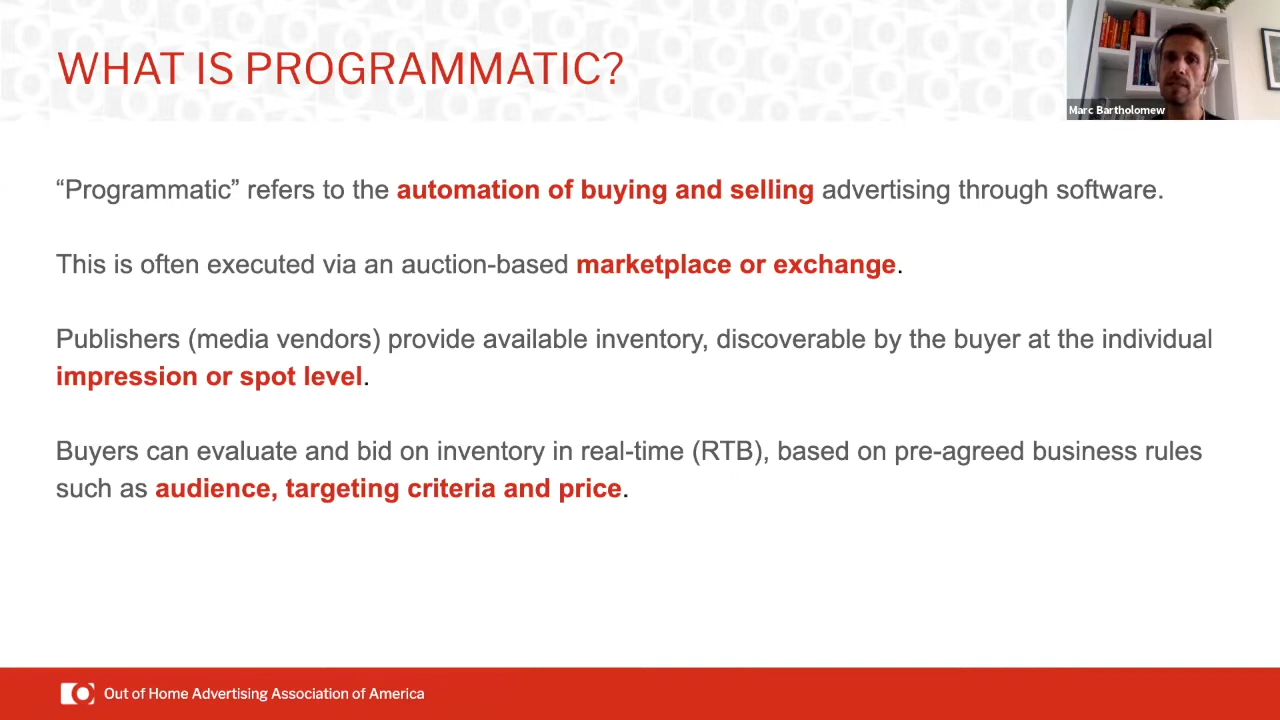 WHAT IS PROGRAMMATIC?
Marc Bartholomew
“Programmatic” refers to the automation of buying and selling advertising through software.
This is often executed via an auction-based marketplace or exchange.
Publishers (media vendors) provide available inventory, discoverable by the buyer at the individual
impression or spot level.
Buyers can evaluate and bid on inventory in real-time (RTB), based on pre-agreed business rules
such as audience, targeting criteria and price.
Out of Home Advertising Association of America